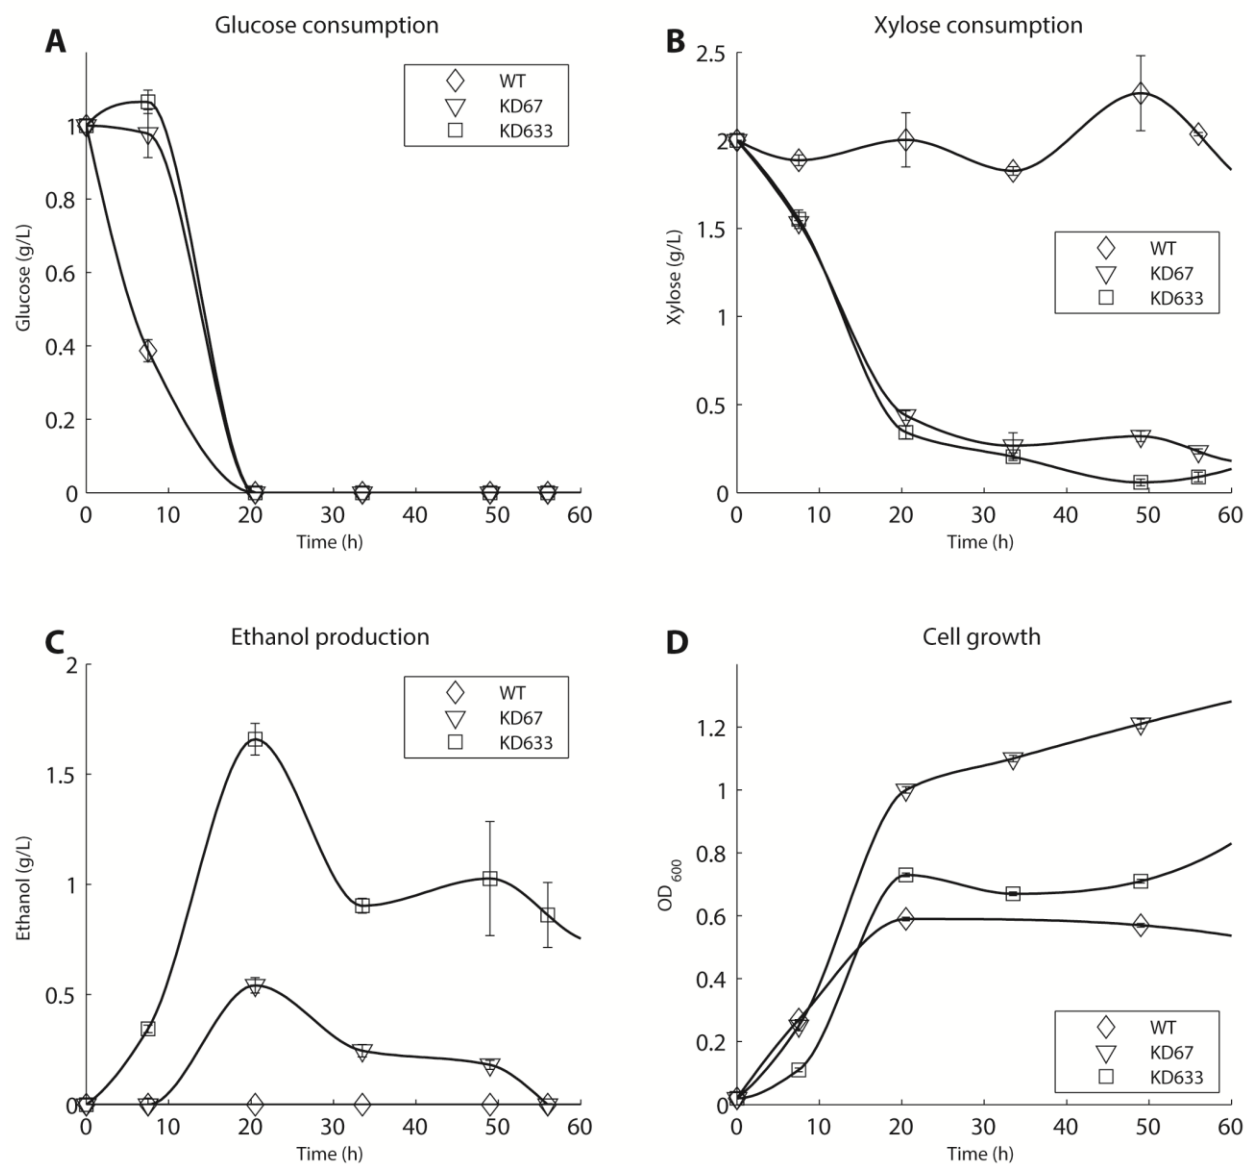 A
Glucose consumption
WT
KD67
KD633
Glucose (g/L)
1
0.8
0.6
0.4
0.2
0
0 10 20 30 40 50 60
Time (h)
B
Xylose consumption
2.5
2
1.5
1
0.5
0
Xylose (g/L)
WT
KD67
KD633
0 10 20 30 40 50 60
Time (h)
C
Ethanol production
2
1.5
1
0.5
0
Ethanol (g/L)
WT
KD67
KD633
0 10 20 30 40 50 60
Time (h)
D
Cell growth
1.2
1
0.8
0.6
0.4
0.2
0
OD600
WT
KD67
KD633
0 10 20 30 40 50 60
Time (h)